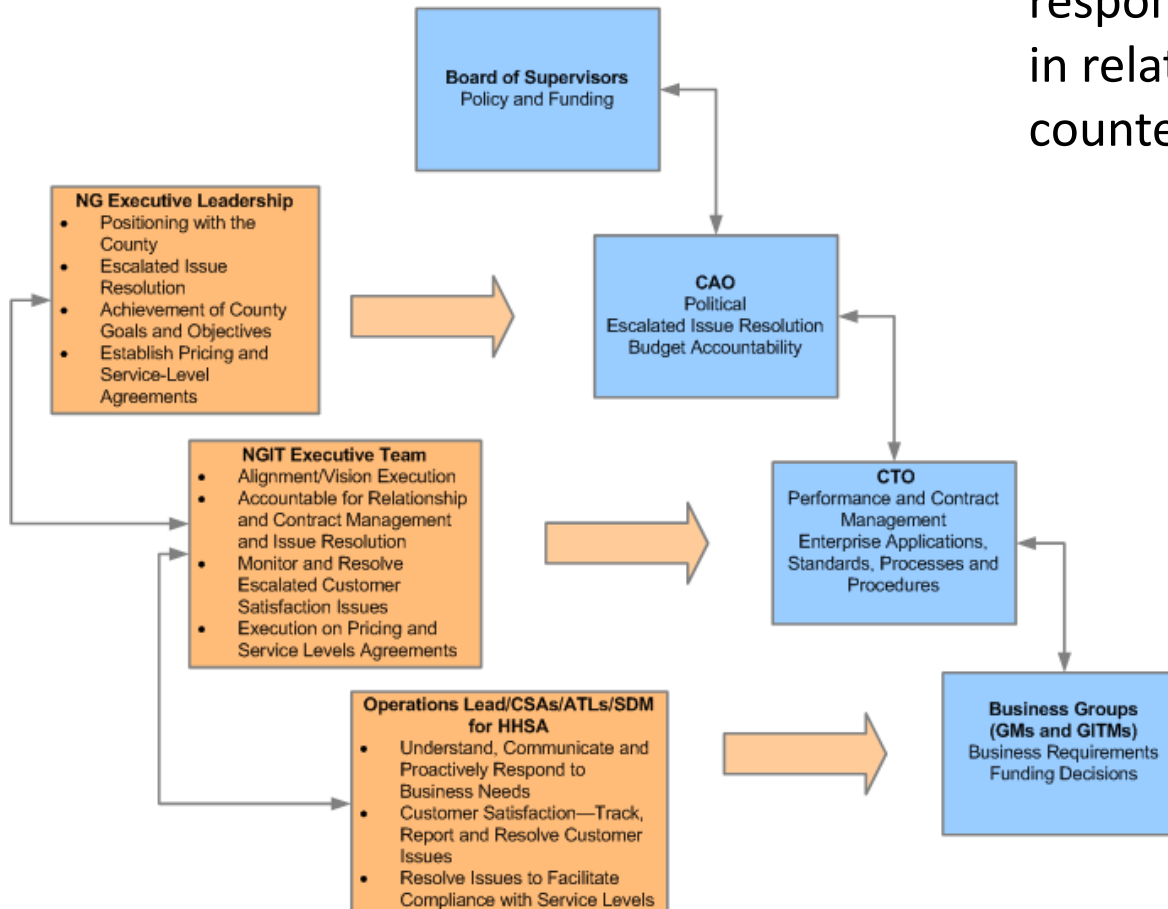 respon
in relat
counte
Board of Supervisors
Policy and Funding
NG Executive Leadership
• Positioning with the
County
• Escalated Issue
Resolution
• Achievement of County
Goals and Objectives
• Establish Pricing and
Service-Level
Agreements
CAO
Political
Escalated Issue Resolution
Budget Accountability
NGIT Executive Team
• Alignment/Vision Execution
• Accountable for Relationship
and Contract Management
and Issue Resolution
• Monitor and Resolve
Escalated Customer
Satisfaction Issues
• Execution on Pricing and
Service Levels Agreements
CTO
Performance and Contract
Management
Enterprise Applications,
Standards, Processes and
Procedures
Operations Lead/CSAs/ATLs/SDM
for HHSA
• Understand, Communicate and
Proactively Respond to
Business Needs
• Customer Satisfaction—Track,
Report and Resolve Customer
Issues
• Resolve Issues to Facilitate
Compliance with Service Levels
Business Groups
(GMs and GITMs)
Business Requirements
Funding Decisions